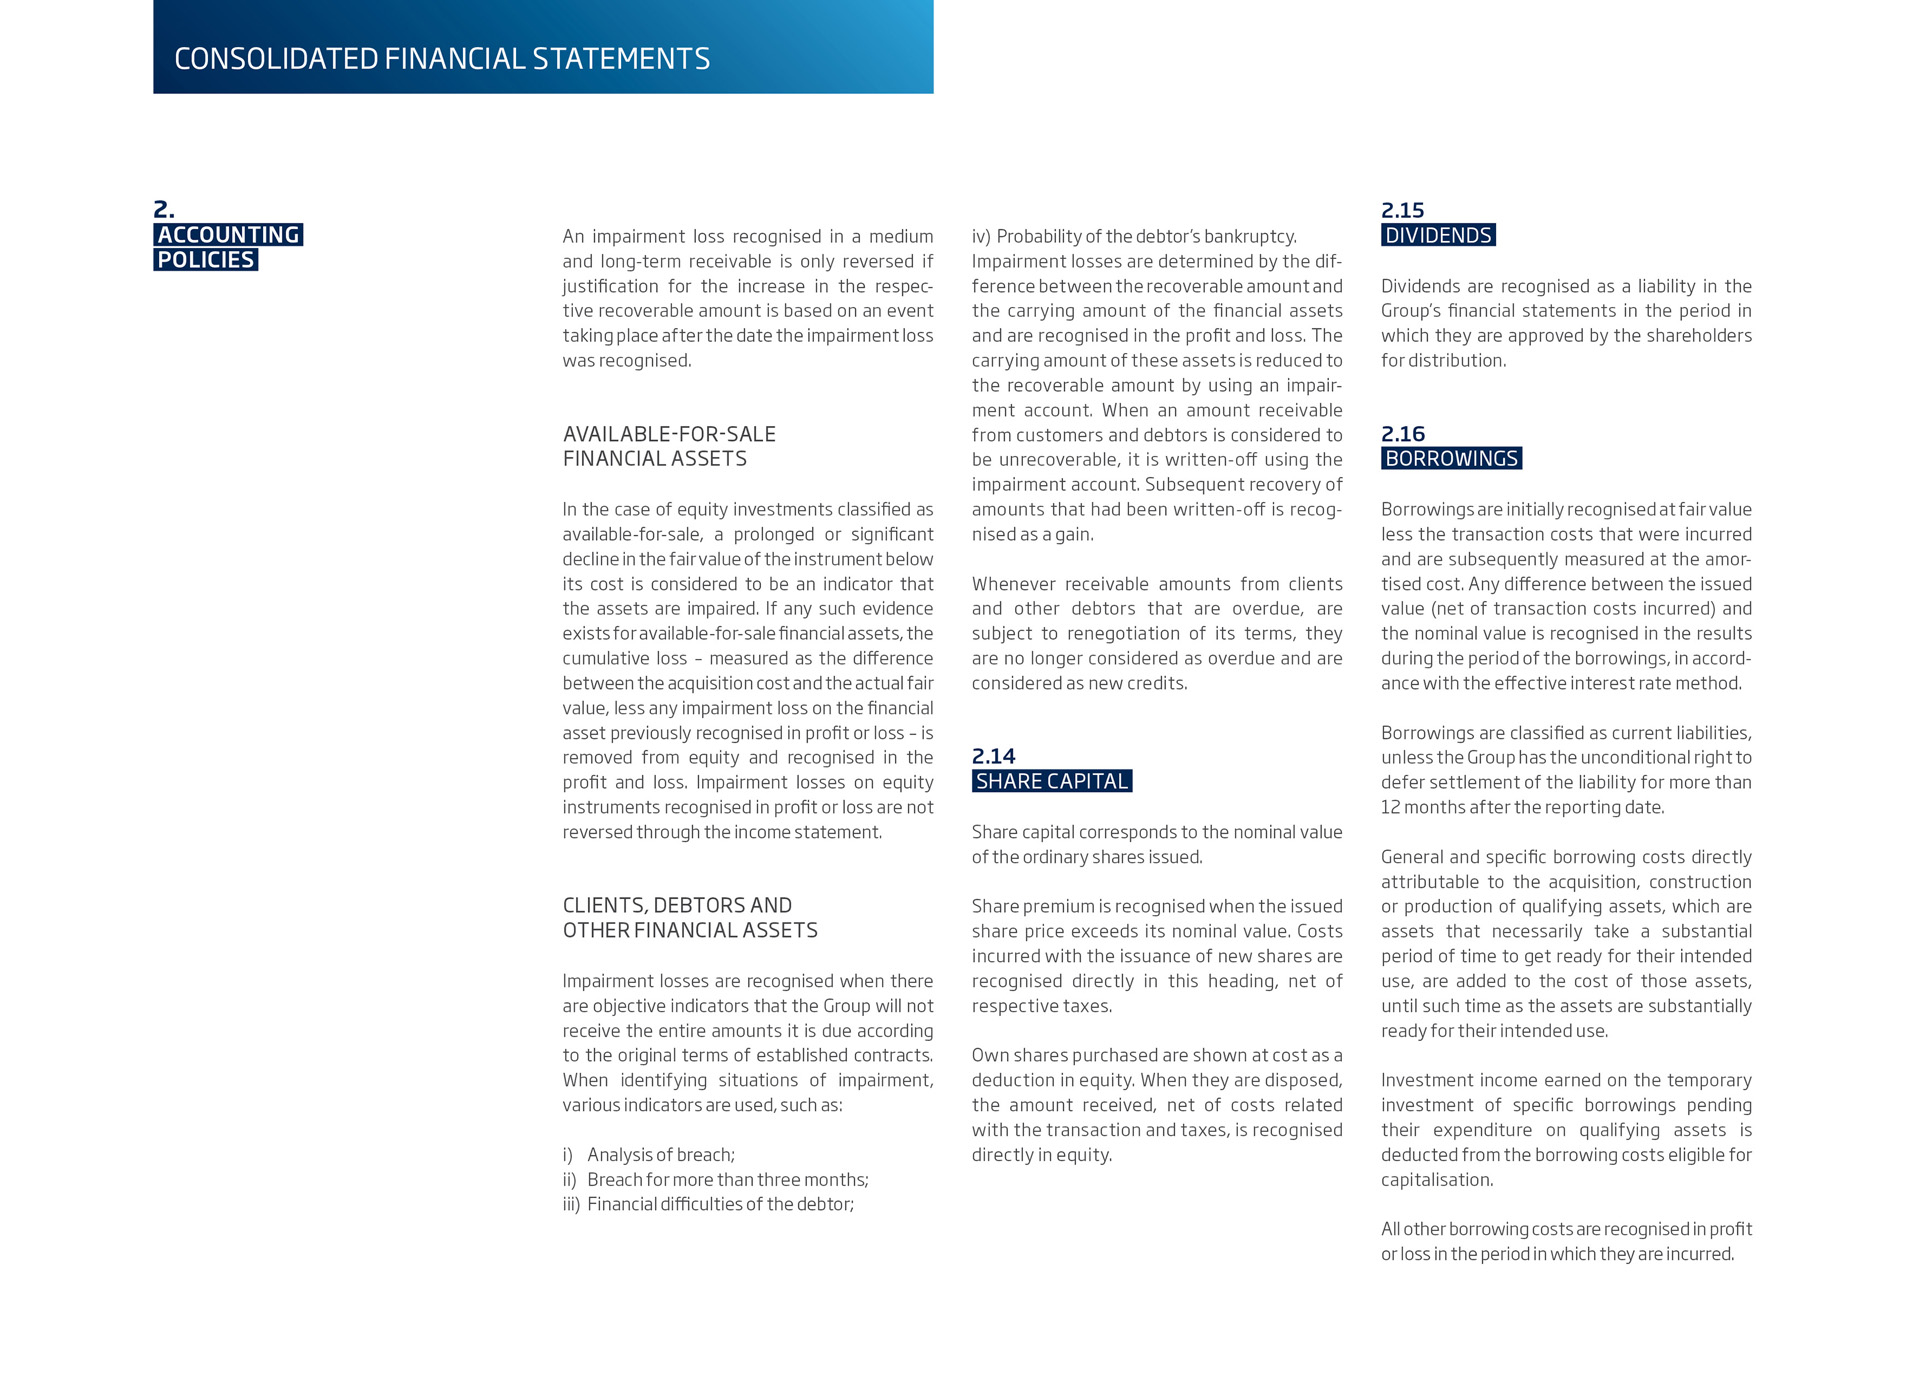 CONSOLIDATED FINANCIAL STATEMENTS
2.
ACCOUNTING
POLICIES
An impairment loss recognised in a medium
and long-term receivable is only reversed if
justification for the increase in the respec-
tive recoverable amount is based on an event
taking place after the date the impairment loss
was recognised.
AVAILABLE-FOR-SALE
FINANCIAL ASSETS
In the case of equity investments classified as
available-for-sale, a prolonged or significant
decline in the fair value of the instrument below
its cost is considered to be an indicator that
the assets are impaired. If any such evidence
exists for available-for-sale financial assets, the
cumulative loss – measured as the difference
between the acquisition cost and the actual fair
value, less any impairment loss on the financial
asset previously recognised in profit or loss – is
removed from equity and recognised in the
profit and loss. Impairment losses on equity
instruments recognised in profit or loss are not
reversed through the income statement.
CLIENTS, DEBTORS AND
OTHER FINANCIAL ASSETS
Impairment losses are recognised when there
are objective indicators that the Group will not
receive the entire amounts it is due according
to the original terms of established contracts.
When identifying situations of impairment,
various indicators are used, such as:
i) Analysis of breach;
ii) Breach for more than three months;
iii) Financial difficulties of the debtor;
iv) Probability of the debtor's bankruptcy.
Impairment losses are determined by the dif-
ference between the recoverable amount and
the carrying amount of the financial assets
and are recognised in the profit and loss. The
carrying amount of these assets is reduced to
the recoverable amount by using an impair-
ment account. When an amount receivable
from customers and debtors is considered to
be unrecoverable, it is written-off using the
impairment account. Subsequent recovery of
amounts that had been written-off is recog-
nised as a gain.
Whenever receivable amounts from clients
and other debtors that are overdue, are
subject to renegotiation of its terms, they
are no longer considered as overdue and are
considered as new credits.
2.14
SHARE CAPITAL
Share capital corresponds to the nominal value
of the ordinary shares issued.
Share premium is recognised when the issued
share price exceeds its nominal value. Costs
incurred with the issuance of new shares are
recognised directly in this heading, net of
respective taxes.
Own shares purchased are shown at cost as a
deduction in equity. When they are disposed,
the amount received, net of costs related
with the transaction and taxes, is recognised
directly in equity.
2.15
DIVIDENDS
Dividends are recognised as a liability in the
Group's financial statements in the period in
which they are approved by the shareholders
for distribution.
2.16
BORROWINGS
Borrowings are initially recognised at fair value
less the transaction costs that were incurred
and are subsequently measured at the amor-
tised cost. Any difference between the issued
value (net of transaction costs incurred) and
the nominal value is recognised in the results
during the period of the borrowings, in accord-
ance with the effective interest rate method.
Borrowings are classified as current liabilities,
unless the Group has the unconditional right to
defer settlement of the liability for more than
12 months after the reporting date.
General and specific borrowing costs directly
attributable to the acquisition, construction
or production of qualifying assets, which are
assets that necessarily take a substantial
period of time to get ready for their intended
use, are added to the cost of those assets,
until such time as the assets are substantially
ready for their intended use.
Investment income earned on the temporary
investment of specific borrowings pending
their expenditure on qualifying assets is
deducted from the borrowing costs eligible for
capitalisation.
All other borrowing costs are recognised in profit
or loss in the period in which they are incurred.